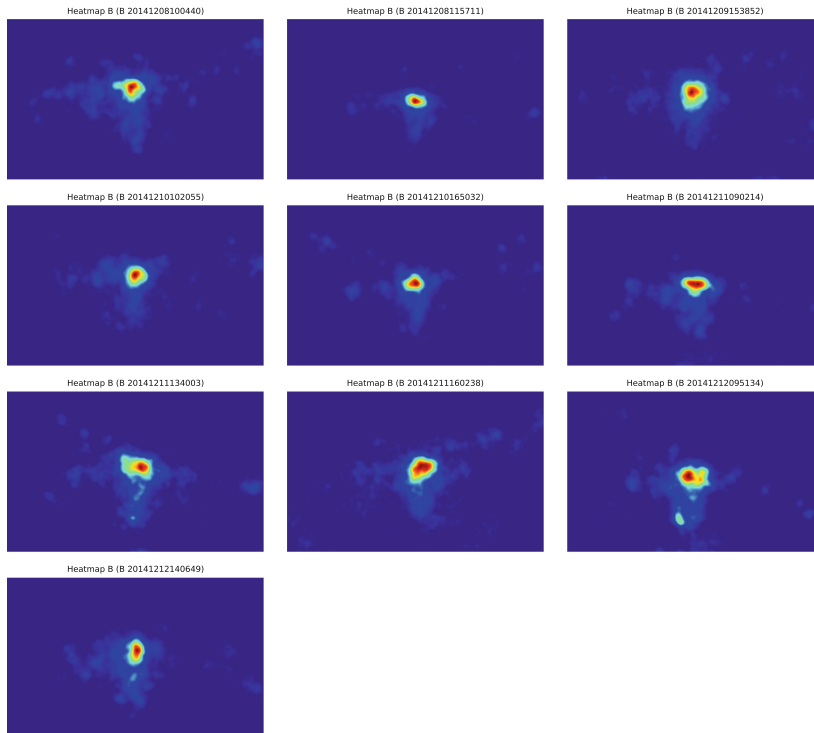 Heatmap B (B 20141208100440)
Heatmap B (B 20141208115711)
Heatmap B (B 20141209153852)
Heatmap B (B 20141210102055)
Heatmap B (B 20141210165032)
Heatmap B (B 20141211090214)
Heatmap B (B 20141211134003)
Heatmap B (B 20141211160238)
Heatmap B (B 20141212095134)
Heatmap B (B 20141212140649)